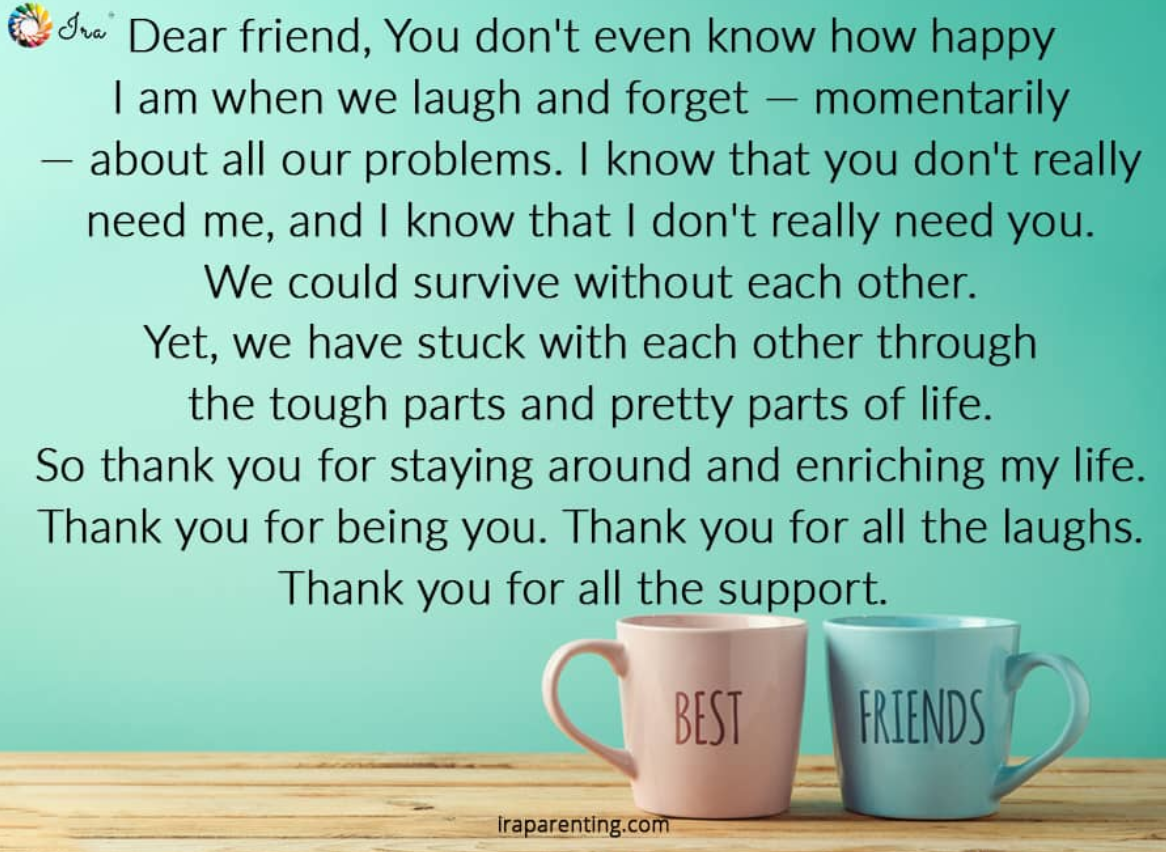 Ira
Dear friend, You don't even know how happy
I am when we laugh and forget — momentarily
— about all our problems. I know that you don't really
need me, and I know that I don't really need you.
We could survive without each other.
Yet, we have stuck with each other through
the tough parts and pretty parts of life.
So thank you for staying around and enriching my life.
Thank you for being you. Thank you for all the laughs.
Thank you for all the support.
BEST
FRIENDS
iraparenting.com